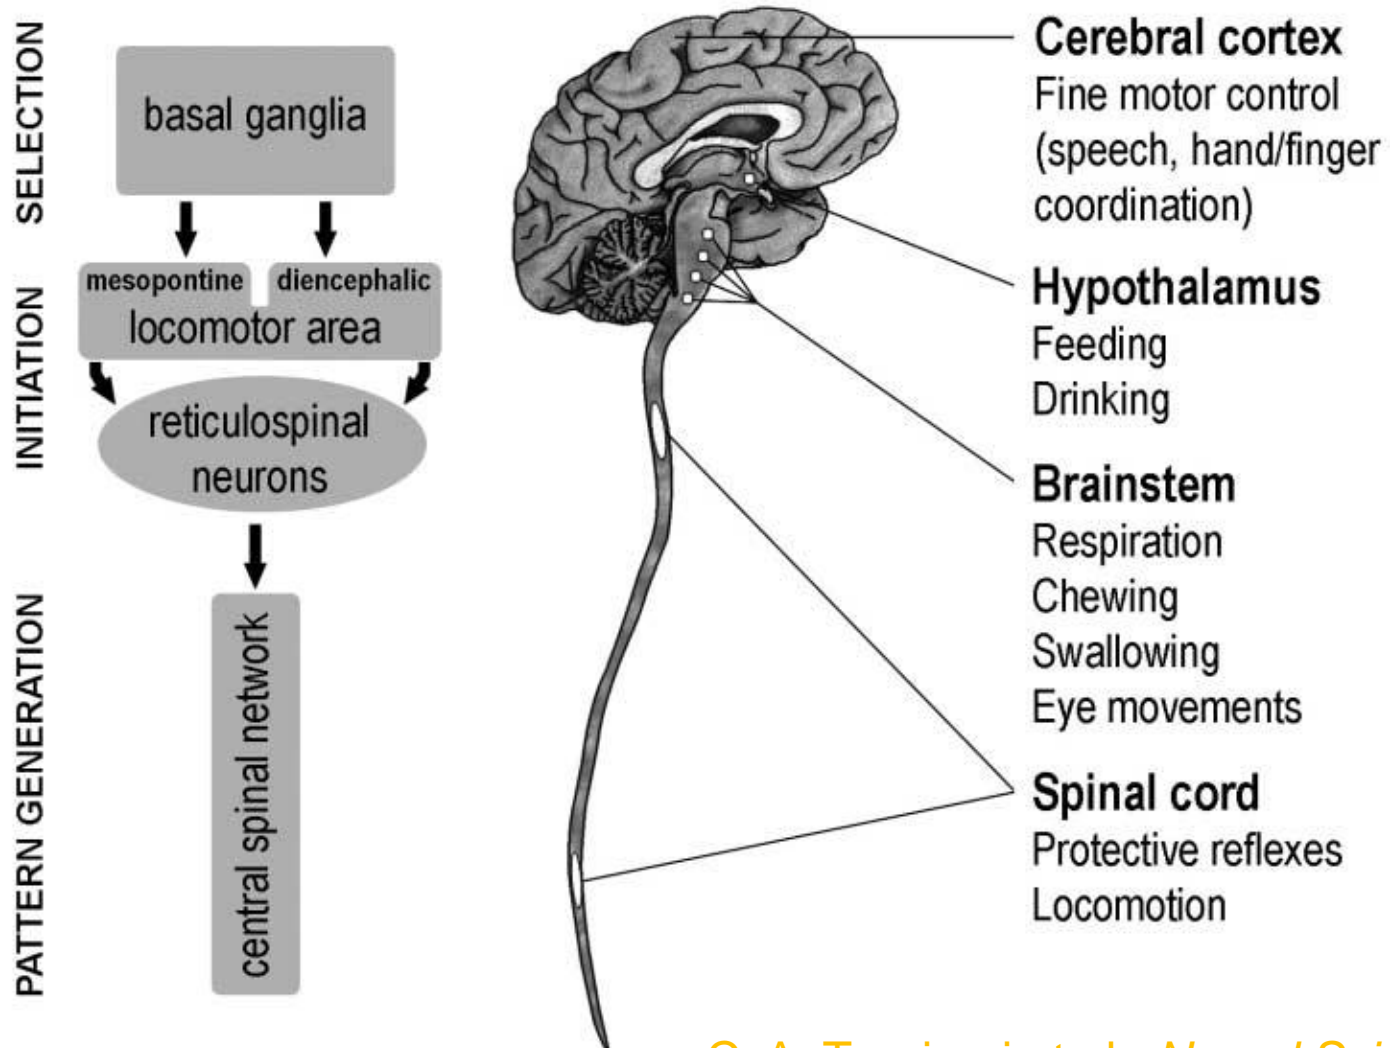 SELECTION
basal ganglia
INITIATION
mesopontine
diencephalic
locomotor area
reticulospinal
neurons
PATTERN GENERATION
central spinal network
Cerebral cortex
Fine motor control
(speech, hand/finger
coordination)
Hypothalamus
Feeding
Drinking
Brainstem
Respiration
Chewing
Swallowing
Eye movements
Spinal cord
Protective reflexes
Locomotion